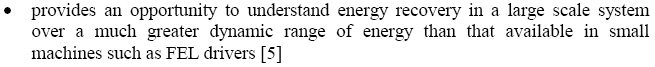 • provides an opportunity to understand energy recovery in a large scale system
over a much greater dynamic range of energy than that available in small
machines such as FEL drivers [5]